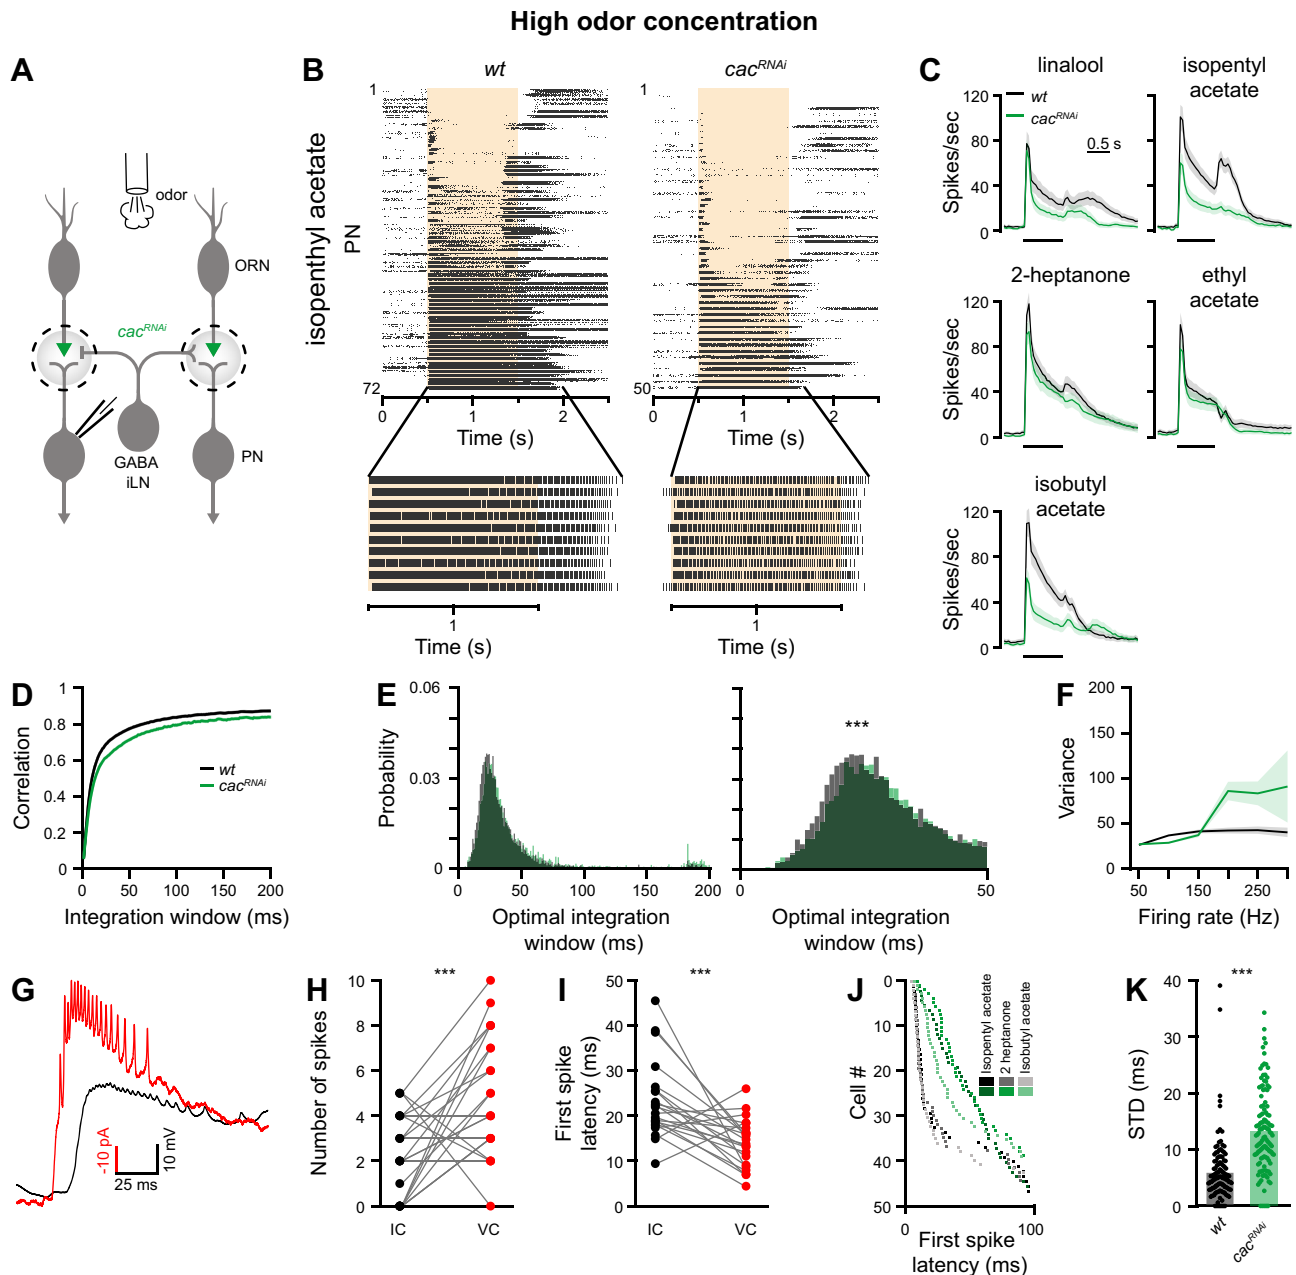 High odor concentration
A
odor
ORN
cacRNAi
GABA
iLN
PN
B
wt
cacRNAi
isopenthyl acetate
PN
1
72
0
1
2
Time (s)
1
50
0
1
2
Time (s)
1
Time (s)
1
Time (s)
C
linalool
isopentyl
acetate
Spikes/sec
120
80
40
0
wt
cacRNAi
0.5 s
2-heptanone
ethyl
acetate
Spikes/sec
120
80
40
0
isobutyl
acetate
Spikes/sec
120
80
40
0
D
Correlation
1
0.8
0.6
0.4
0.2
0
wt
cacRNAi
0
50
100
150
200
Integration window (ms)
E
Probability
0.06
0.03
0
0
50
100
150
200
Optimal integration
window (ms)
***
0
50
Optimal integration
window (ms)
F
Variance
200
150
100
50
0
50
150
250
Firing rate (Hz)
G
-10 pA
10 mV
25 ms
H
***
Number of spikes
10
8
6
4
2
0
IC
VC
I
***
First spike
latency (ms)
50
40
30
20
10
0
IC
VC
J
Cell #
0
10
20
30
40
50
Isopentyl acetate
2 heptanone
Isobutyl acetate
0
100
First spike
latency (ms)
K
***
STD (ms)
40
30
20
10
0
wt
cacRNAi